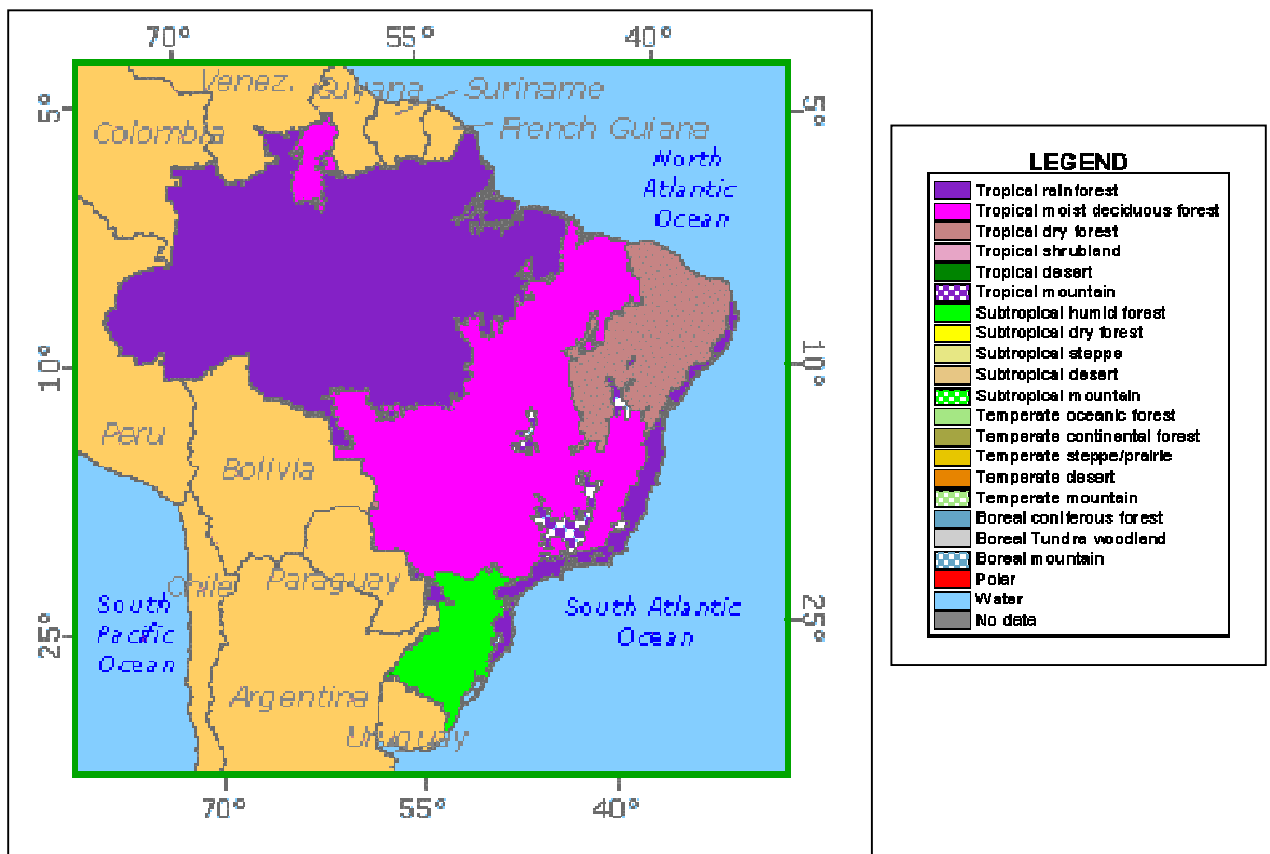 70° 55° 40°
Venez.
Guyana
Suriname
5°
5°
Colombia
French Guiana
North
Atlantic
Ocean
LEGEND
Tropical rainforest
Tropical moist deciduous forest
Tropical dry forest
Tropical shrubland
Tropical desert
Tropical mountain
Subtropical humid forest
Subtropical dry forest
Subtropical steppe
Subtropical desert
Subtropical mountain
Temperate oceanic forest
Temperate continental forest
Temperate steppe/prairie
Temperate desert
Temperate mountain
Boreal coniferous forest
Boreal Tundra woodland
Boreal mountain
Polar
Water
No data
10°
10°
Peru
Bolivia
Chile
Paraguay
South
Pacific
Ocean
South Atlantic
Ocean
25°
25°
Argentina
Uruguay
70° 55° 40°